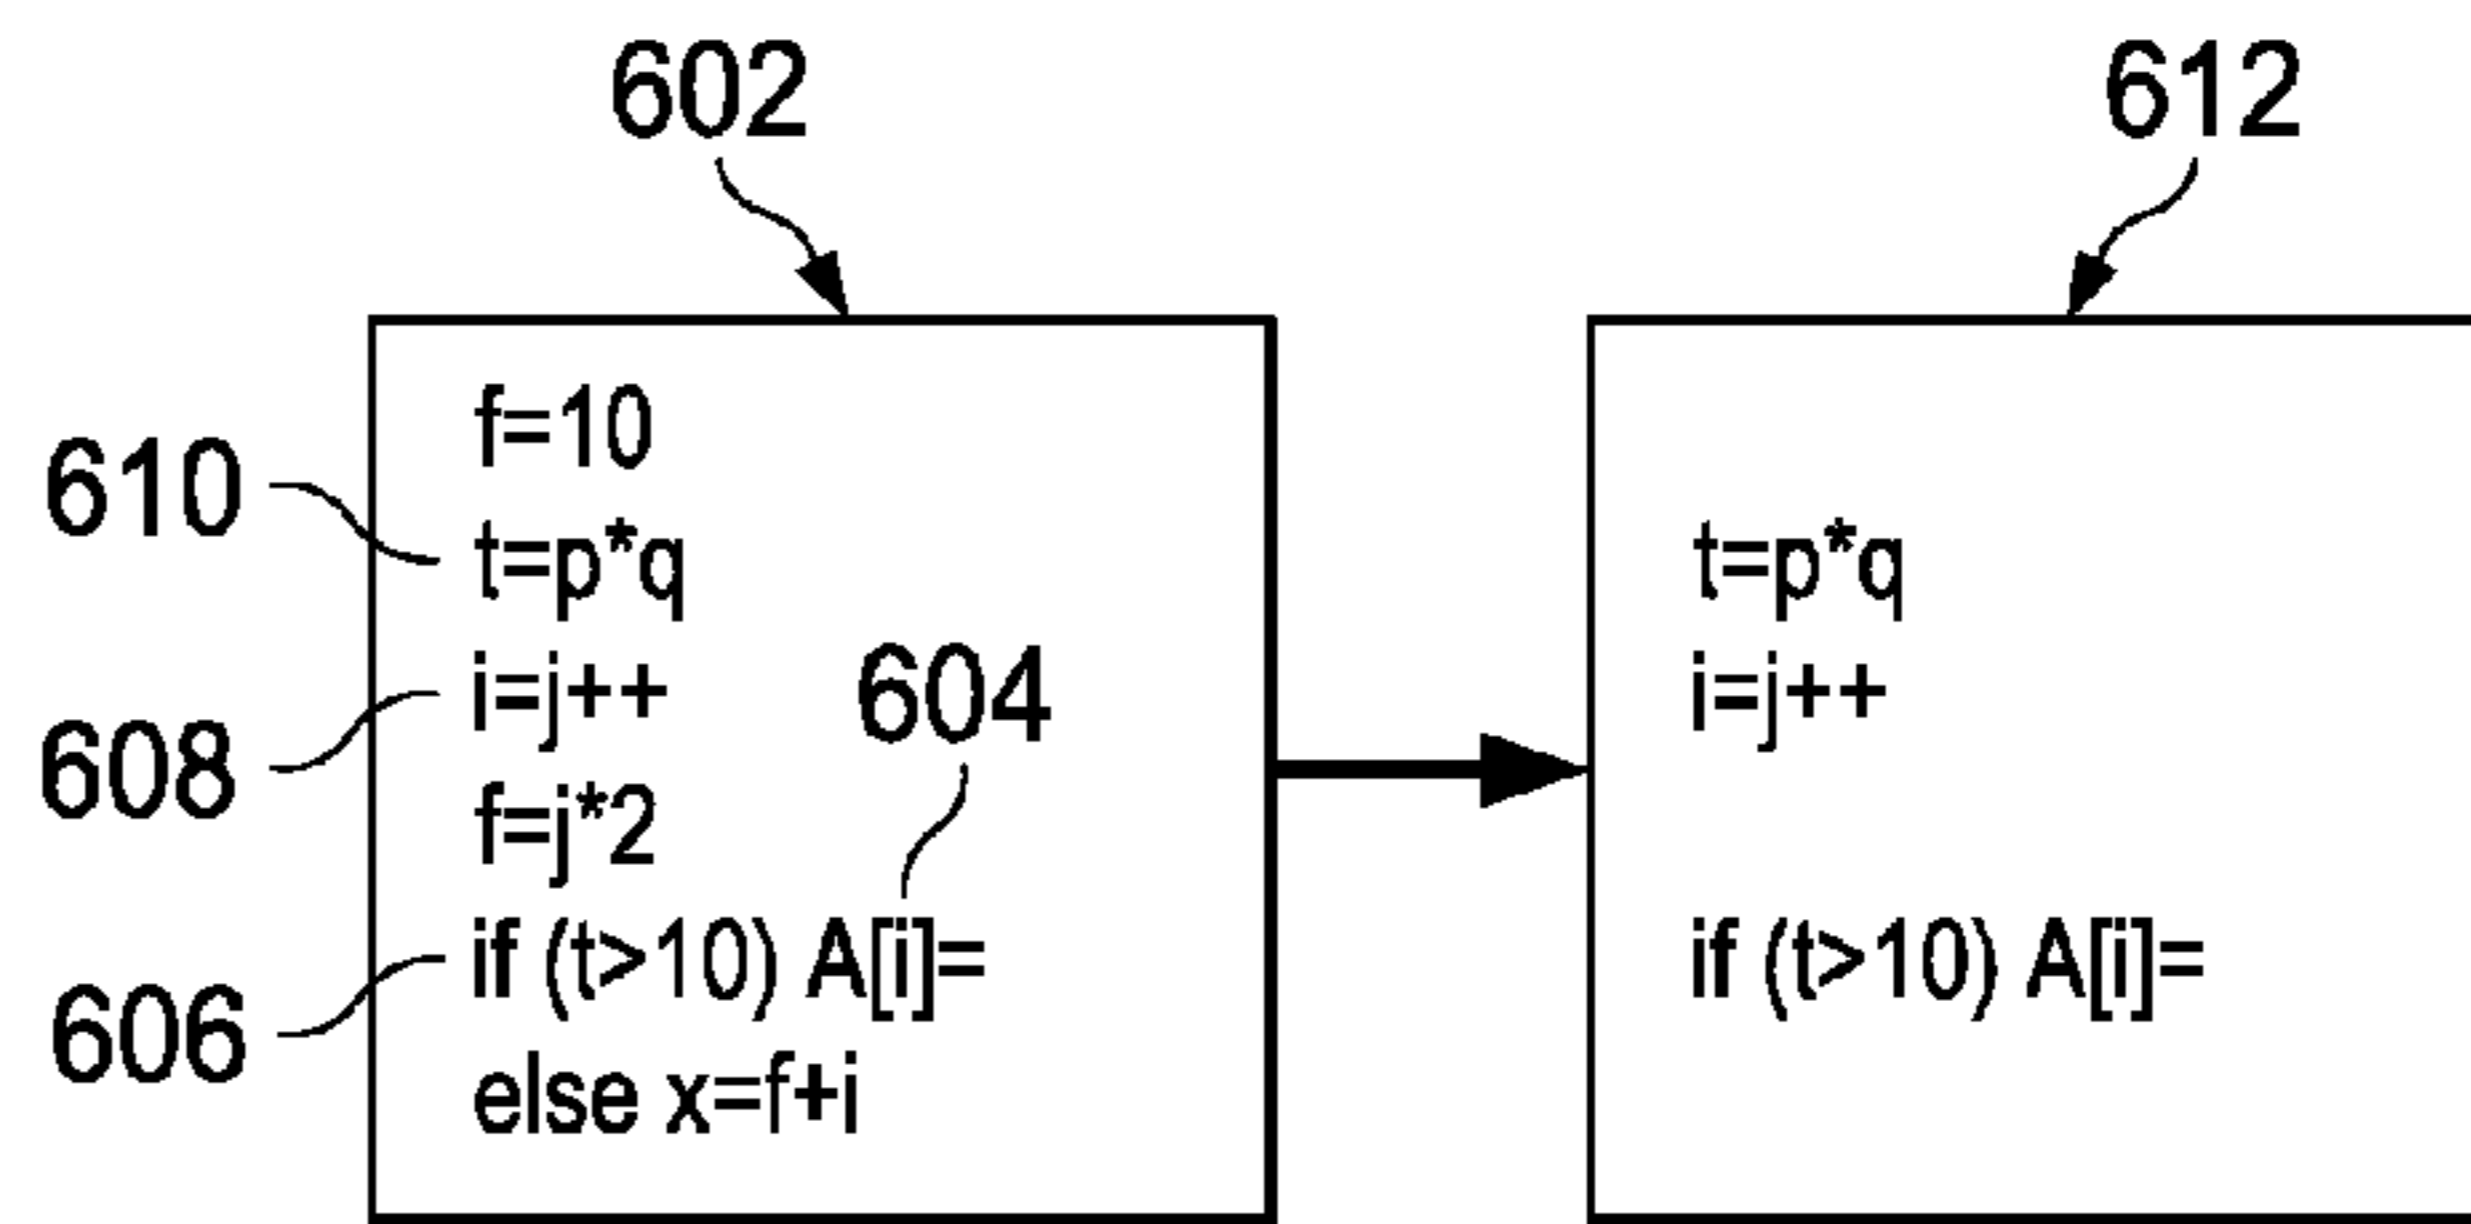 602
612
f=10
610
t=p*q
t=p*q
i=j++
604
i=j++
608
f=j*2
if (t>10) A[i]=
if (t>10) A[i]=
606
else x=f+i